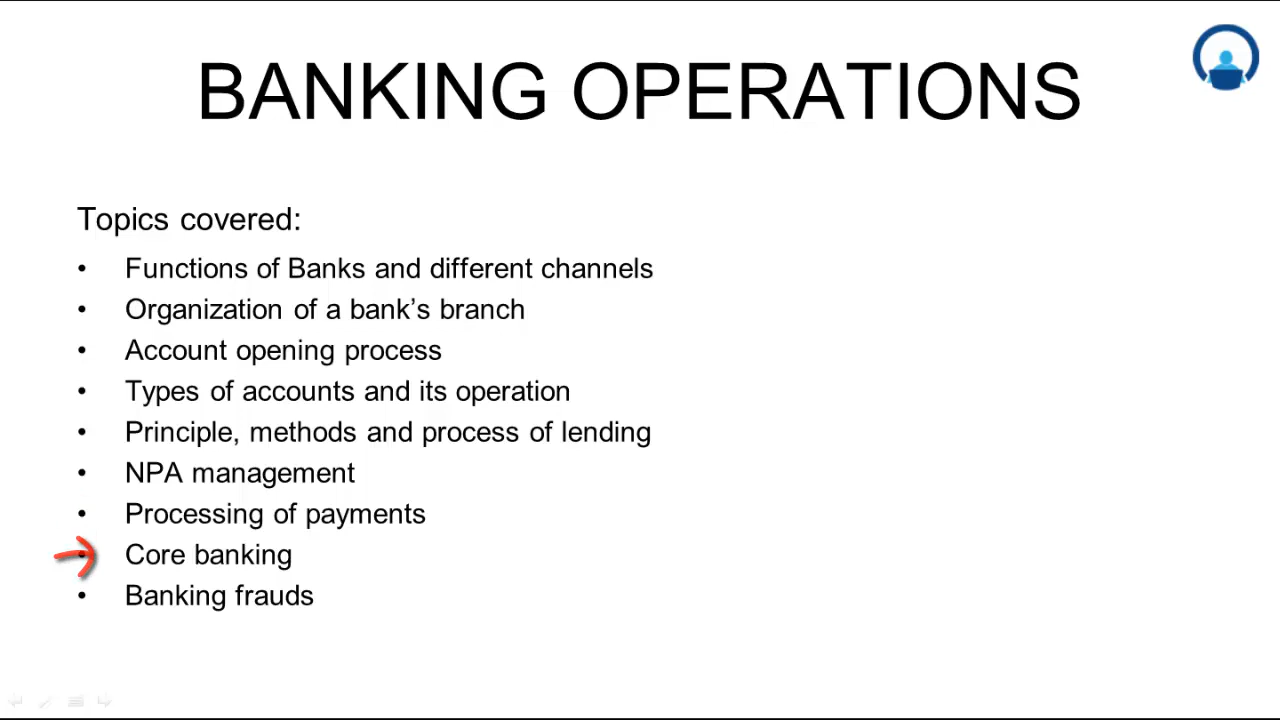 BANKING OPERATIONS
Topics covered:
• Functions of Banks and different channels
• Organization of a bank’s branch
• Account opening process
• Types of accounts and its operation
• Principle, methods and process of lending
• NPA management
• Processing of payments
• Core banking
• Banking frauds